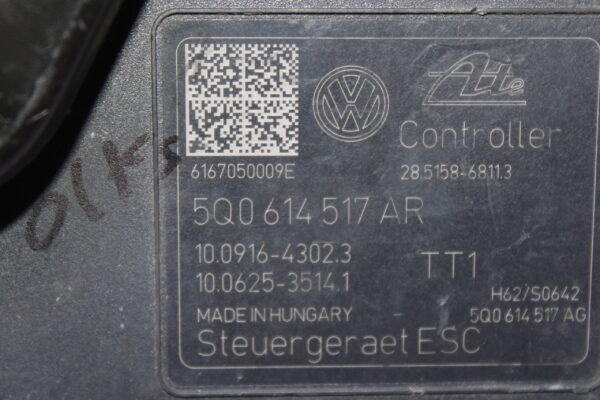 Ate
Controller
6167050009E
28.5158-6811.3
5Q0 614 517 AR
10.0916-4302.3
TT1
10.0625-3514.1
H62/S0642
MADE IN HUNGARY
5Q0 614 517 AG
Steuergeraet ESC